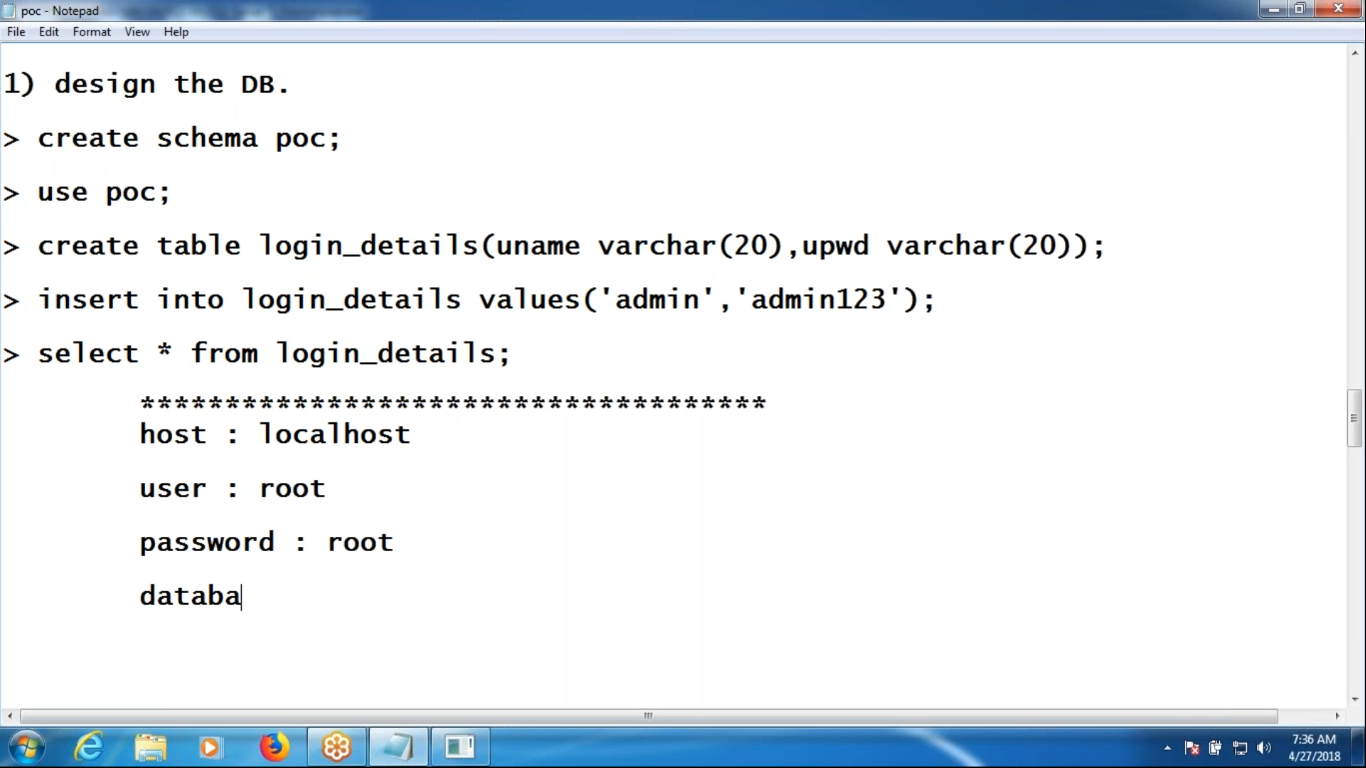 poc - Notepad
File Edit Format View Help
1) design the DB.
> create schema poc;
> use poc;
> create table login_details(uname varchar(20),upwd varchar(20));
> insert into login_details values('admin','admin123');
> select * from login_details;
*************************************
host : localhost
user : root
password : root
databa
7:36 AM
4/27/2018